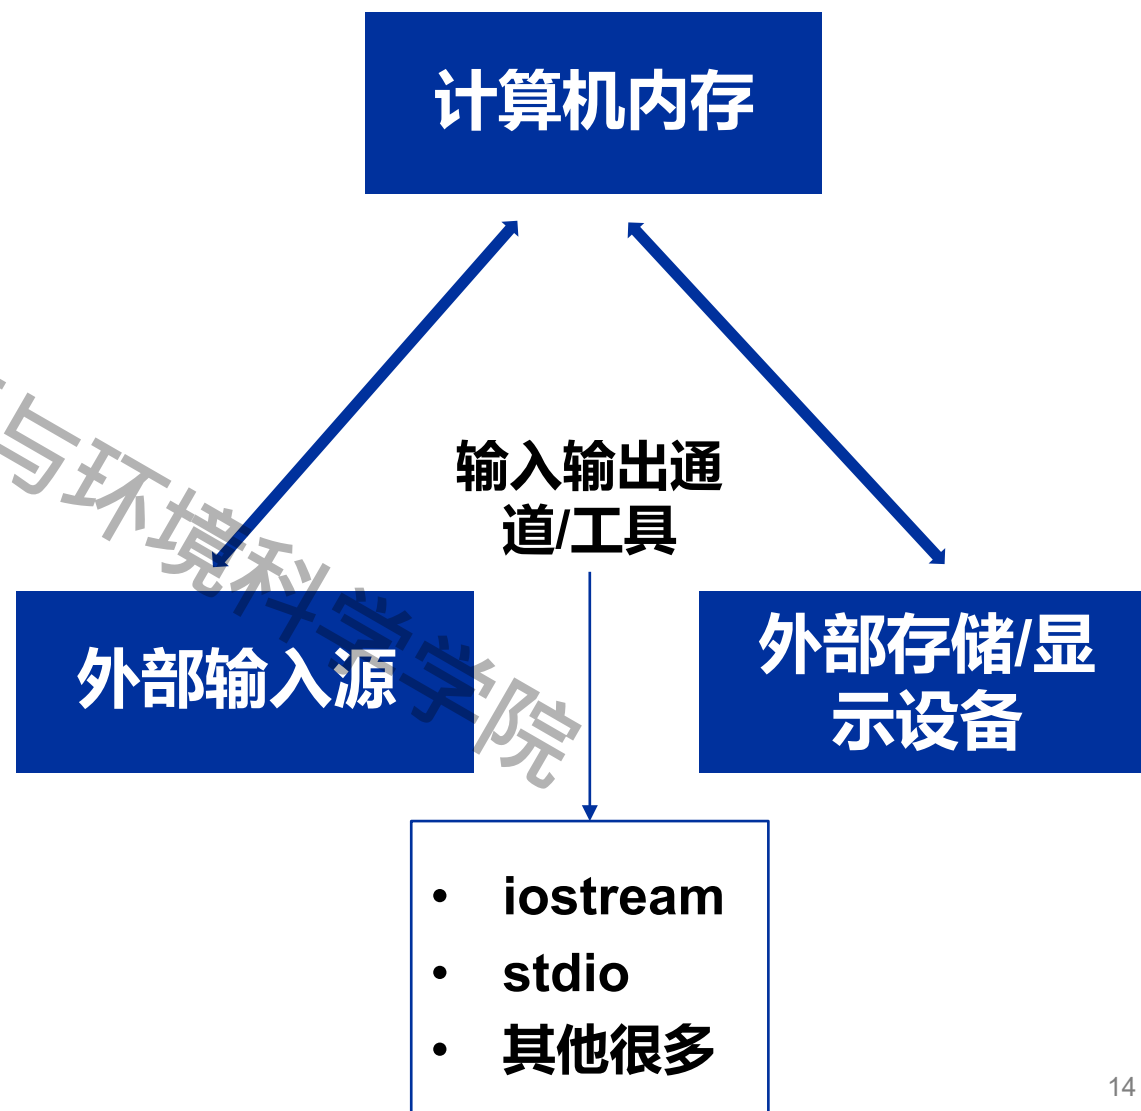 计算机内存
输入输出通
道/工具
外部输入源
外部存储/显
示设备
• iostream
• stdio
• 其他很多
与环境科学学院
14